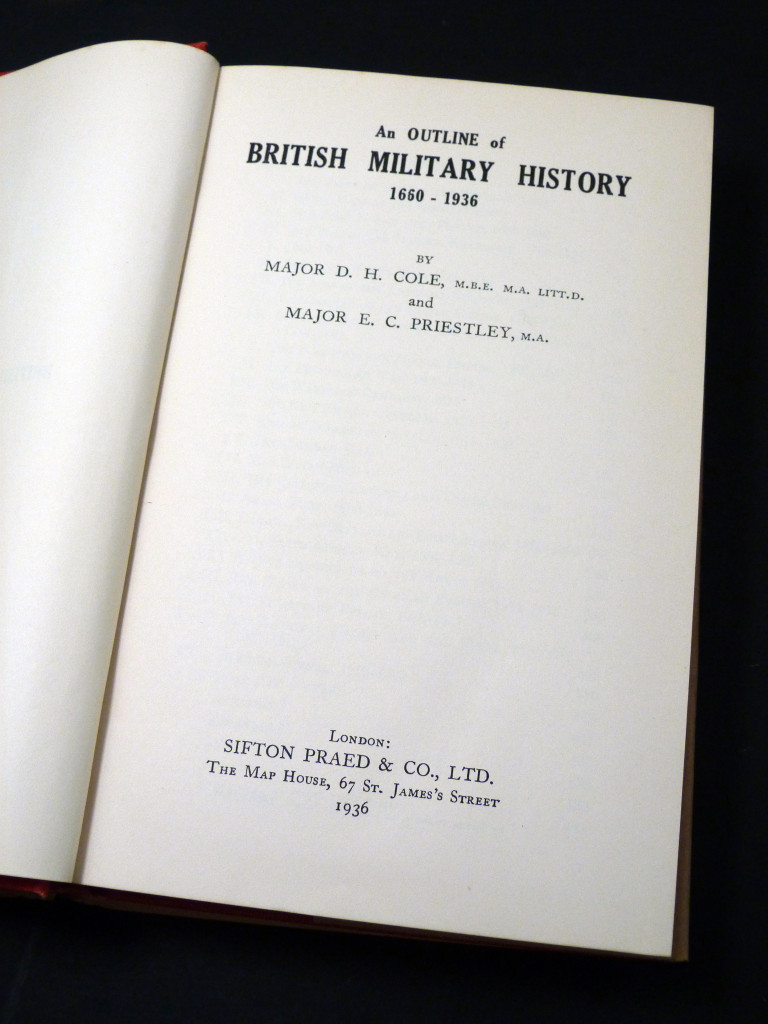 An OUTLINE of
BRITISH MILITARY HISTORY
1660 - 1936
BY
MAJOR D. H. COLE, M.B.E. M.A. LITT.D.
and
MAJOR E. C. PRIESTLEY, M.A.
London:
SIFTON PRAED & CO., LTD.
The Map House, 67 St. James's Street
1936